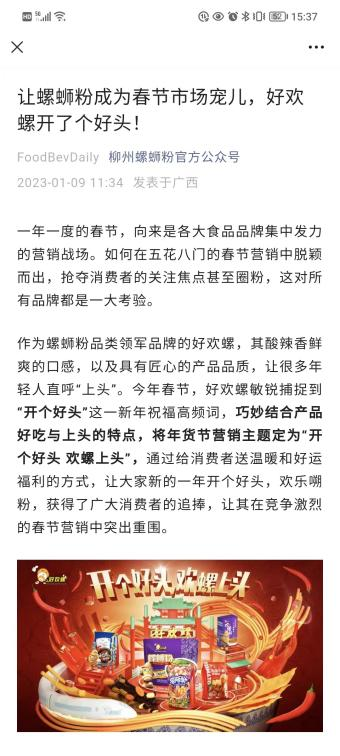 HD 5G 52 15:37
让螺蛳粉成为春节市场宠儿，好欢
螺开了个好头！
FoodBevDaily 柳州螺蛳粉官方公众号
2023-01-09 11:34 发表于广西
一年一度的春节，向来是各大食品品牌集中发力
的营销战场。如何在五花八门的春节营销中脱颖
而出，抢夺消费者的关注焦点甚至圈粉，这对所
有品牌都是一大考验。
作为螺蛳粉品类领军品牌的好欢螺，其酸辣香鲜
爽的口感，以及具有匠心的产品品质，让很多年
轻人直呼“上头”。今年春节，好欢螺敏锐捕捉到
“开个好头”这一新年祝福高频词，巧妙结合产品
好吃与上头的特点，将年货节营销主题定为“开
个好头 欢螺上头”，通过给消费者送温暖和好运
福利的方式，让大家新的一年开个好头，欢乐嗍
粉，获得了广大消费者的追捧，让其在竞争激烈
的春节营销中突出重围。
好欢螺
开个好头 欢螺上头